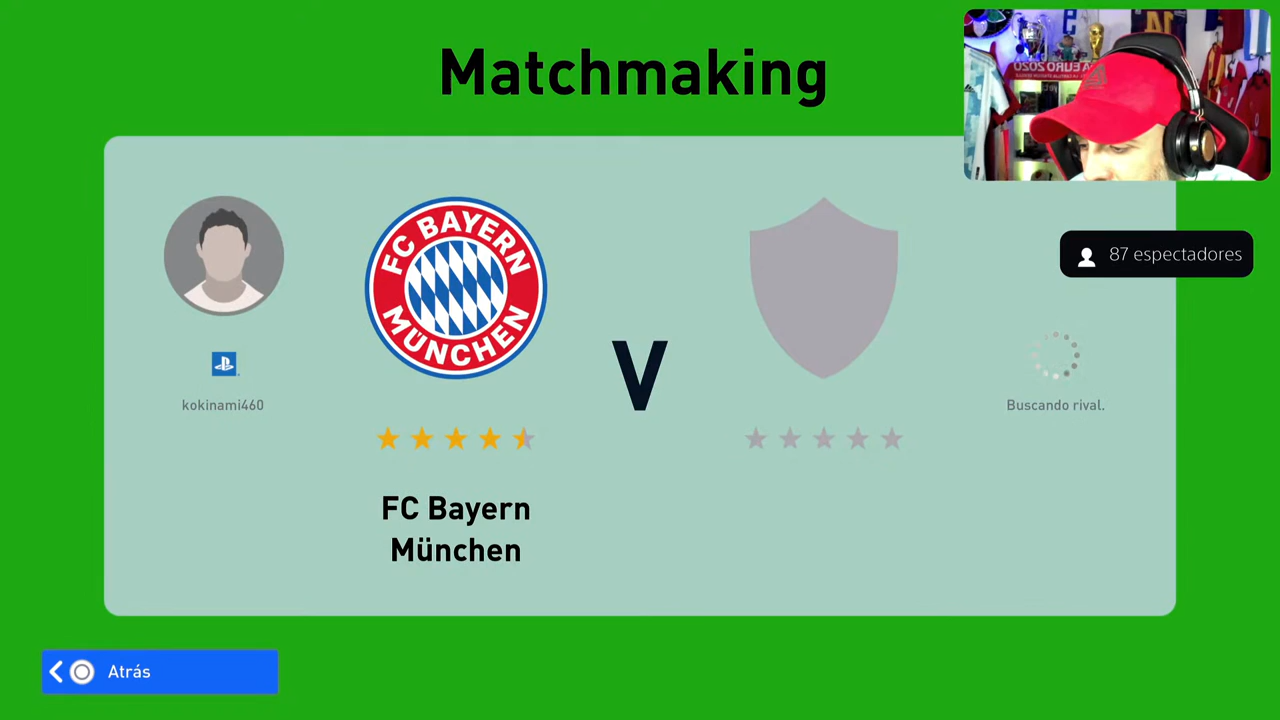 Matchmaking
FC BAYERN
MÜNCHEN
87 espectadores
V
kokinami460
Buscando rival.
FC Bayern
München
Atrás